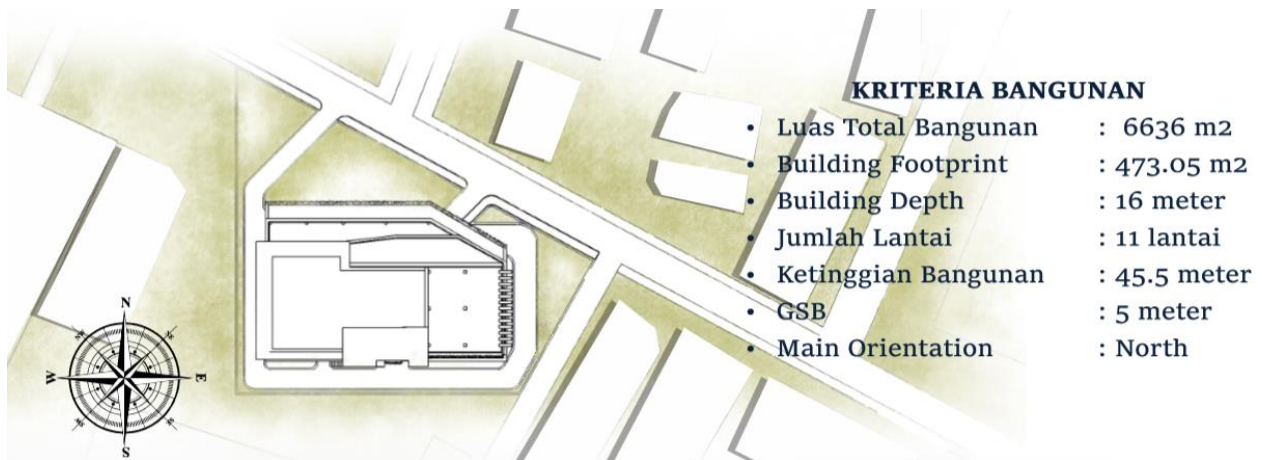 KRITERIA BANGUNAN
• Luas Total Bangunan : 6636 m2
• Building Footprint : 473.05 m2
• Building Depth : 16 meter
• Jumlah Lantai : 11 lantai
• Ketinggian Bangunan : 45.5 meter
• GSB : 5 meter
• Main Orientation : North
N
W
E
S